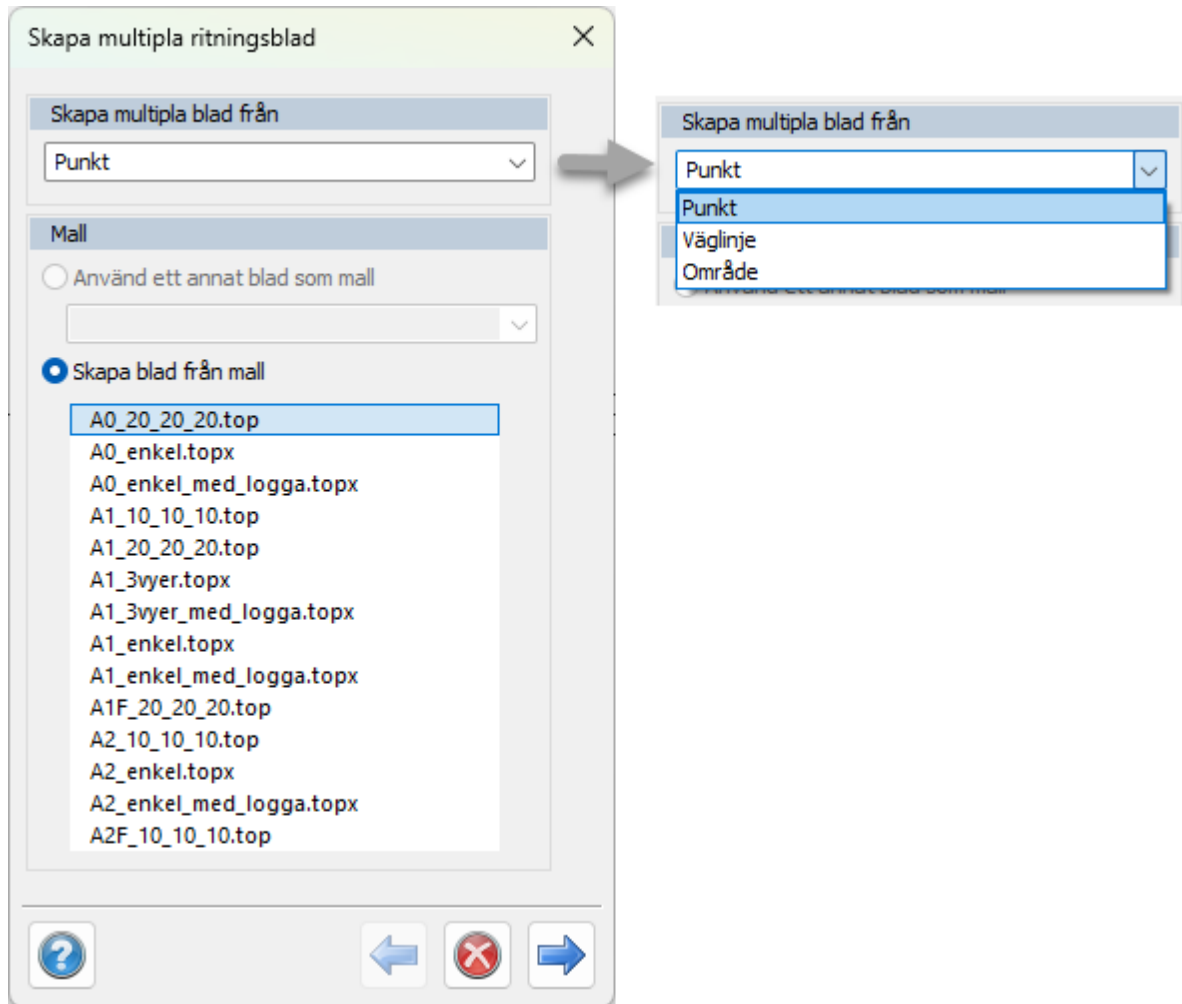 Skapa multipla ritningsblad
Skapa multipla blad från
Punkt
Mall
Använd ett annat blad som mall
Skapa blad från mall
A0_20_20_20.top
A0_enkel.topx
A0_enkel_med_logga.topx
A1_10_10_10.top
A1_20_20_20.top
A1_3vyer.topx
A1_3vyer_med_logga.topx
A1_enkel.topx
A1_enkel_med_logga.topx
A1F_20_20_20.top
A2_10_10_10.top
A2_enkel.topx
A2_enkel_med_logga.topx
A2F_10_10_10.top
Skapa multipla blad från
Punkt
Punkt
Väglinje
Område